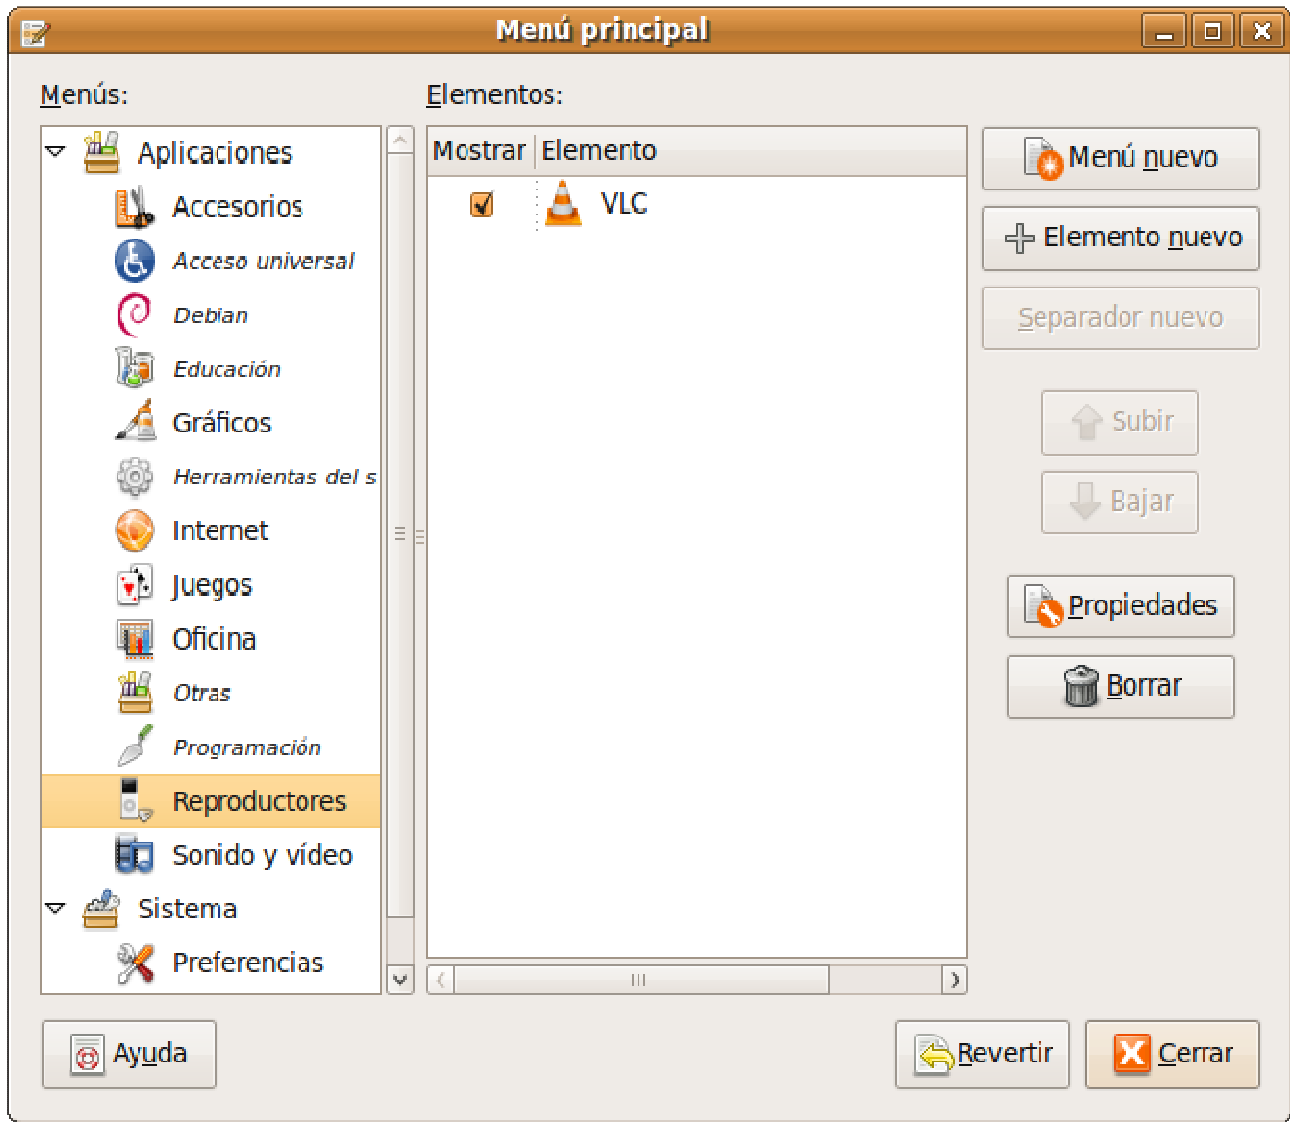 Menú principal
Menús:
Elementos:
Aplicaciones
Accesorios
Acceso universal
Debian
Educación
Gráficos
Herramientas del s
Internet
Juegos
Oficina
Otras
Programación
Reproductores
Sonido y vídeo
Sistema
Preferencias
Mostrar Elemento
VLC
Menú nuevo
Elemento nuevo
Separador nuevo
Subir
Bajar
Propiedades
Borrar
Ayuda
Revertir
Cerrar